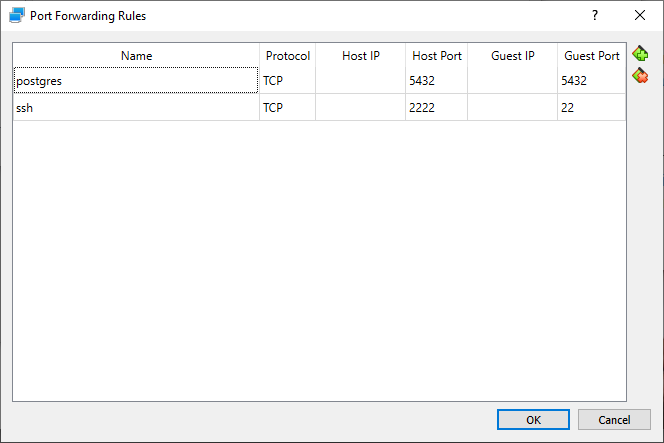 Port Forwarding Rules ?
Name Protocol Host IP Host Port Guest IP Guest Port
postgres TCP 5432 5432
ssh TCP 2222 22
OK Cancel